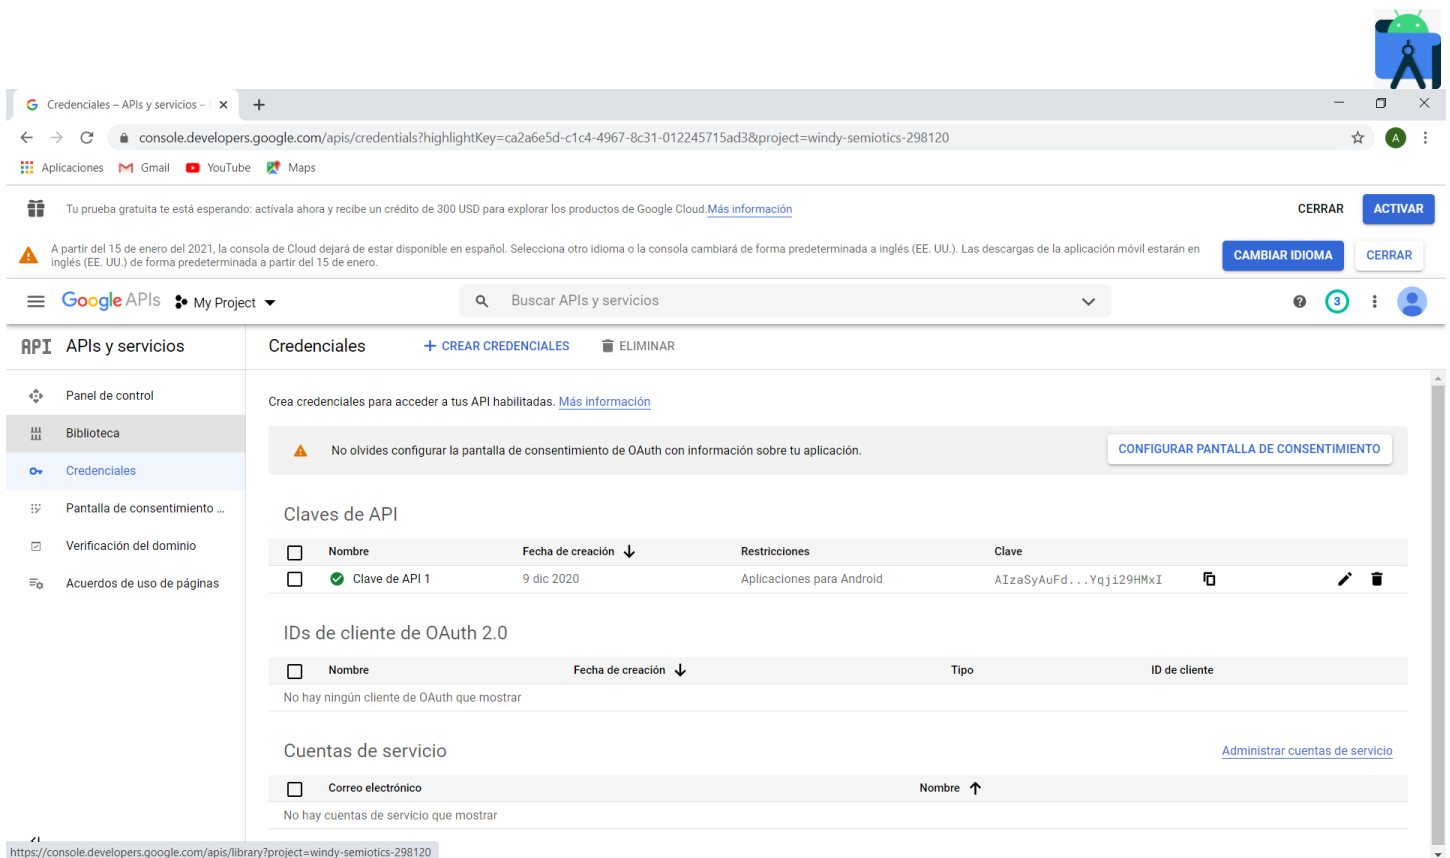 Credenciales – APIs y servicios –
console.developers.google.com/apis/credentials?highlightKey=ca2a6e5d-c1c4-4967-8c31-012245715ad3&project=windy-semiotics-298120
A
Aplicaciones Gmail YouTube Maps
Tu prueba gratuita te está esperando: actívala ahora y recibe un crédito de 300 USD para explorar los productos de Google Cloud. Más información CERRAR ACTIVAR
A partir del 15 de enero del 2021, la consola de Cloud dejará de estar disponible en español. Selecciona otro idioma o la consola cambiará de forma predeterminada a inglés (EE. UU.). Las descargas de la aplicación móvil estarán en
inglés (EE. UU.) de forma predeterminada a partir del 15 de enero.
CAMBIAR IDIOMA CERRAR
Google APIs My Project Buscar APIs y servicios 3
API APIs y servicios
Panel de control
Biblioteca
Credenciales
Pantalla de consentimiento ...
Verificación del dominio
Acuerdos de uso de páginas
Credenciales + CREAR CREDENCIALES ELIMINAR
Crea credenciales para acceder a tus API habilitadas. Más información
No olvides configurar la pantalla de consentimiento de OAuth con información sobre tu aplicación. CONFIGURAR PANTALLA DE CONSENTIMIENTO
Claves de API
Nombre Fecha de creación Restricciones Clave
Clave de API 1 9 dic 2020 Aplicaciones para Android AIzaSyAuFd...Yqji29HMxI
IDs de cliente de OAuth 2.0
Nombre Fecha de creación Tipo ID de cliente
No hay ningún cliente de OAuth que mostrar
Cuentas de servicio Administrar cuentas de servicio
Correo electrónico Nombre
No hay cuentas de servicio que mostrar
https://console.developers.google.com/apis/library?project=windy-semiotics-298120